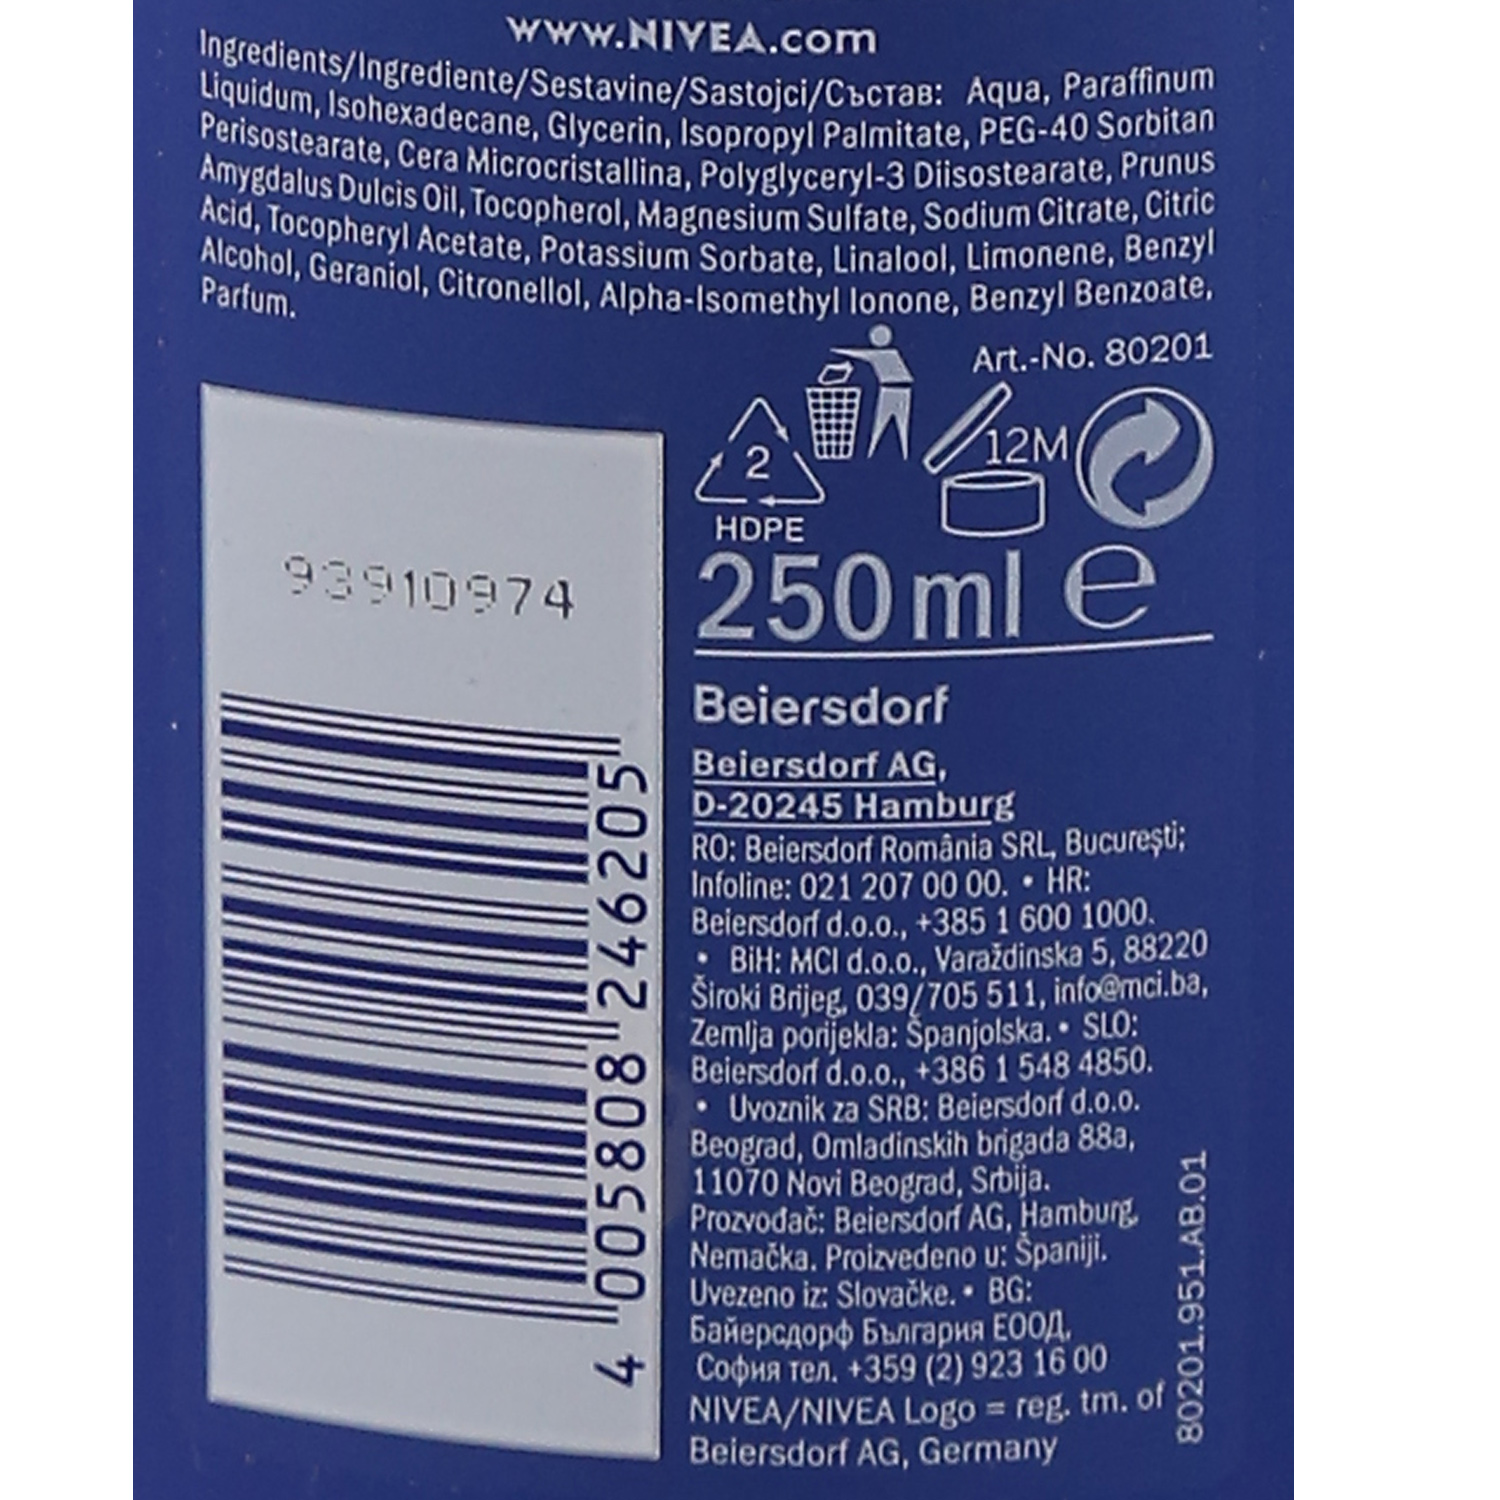 www.NIVEA.com
Ingredients/Ingrediente/Sestavine/Sastojci/Състав: Aqua, Paraffinum
Liquidum, Isohexadecane, Glycerin, Isopropyl Palmitate, PEG-40 Sorbitan
Perisostearate, Cera Microcristallina, Polyglyceryl-3 Diisostearate, Prunus
Amygdalus Dulcis Oil, Tocopherol, Magnesium Sulfate, Sodium Citrate, Citric
Acid, Tocopheryl Acetate, Potassium Sorbate, Linalool, Limonene, Benzyl
Alcohol, Geraniol, Citronellol, Alpha-Isomethyl Ionone, Benzyl Benzoate,
Parfum.
Art.-No. 80201
2
HDPE
12M
250 ml e
93910974
4 005808 246205
Beiersdorf
Beiersdorf AG,
D-20245 Hamburg
RO: Beiersdorf România SRL, București;
Infoline: 021 207 00 00. • HR:
Beiersdorf d.o.o., +385 1 600 1000.
• BiH: MCI d.o.o., Varaždinska 5, 88220
Široki Brijeg, 039/705 511, info@mci.ba,
Zemlja porijekla: Španjolska. • SLO:
Beiersdorf d.o.o., +386 1 548 4850.
• Uvoznik za SRB: Beiersdorf d.o.o.
Beograd, Omladinskih brigada 88a,
11070 Novi Beograd, Srbija.
Prozvođač: Beiersdorf AG, Hamburg,
Nemačka. Proizvedeno u: Španiji.
Uvezeno iz: Slovačke. • BG:
Байерсдорф България ЕООД,
София тел. +359 (2) 923 16 00
NIVEA/NIVEA Logo = reg. tm. of
Beiersdorf AG, Germany
80201.951.AB.01